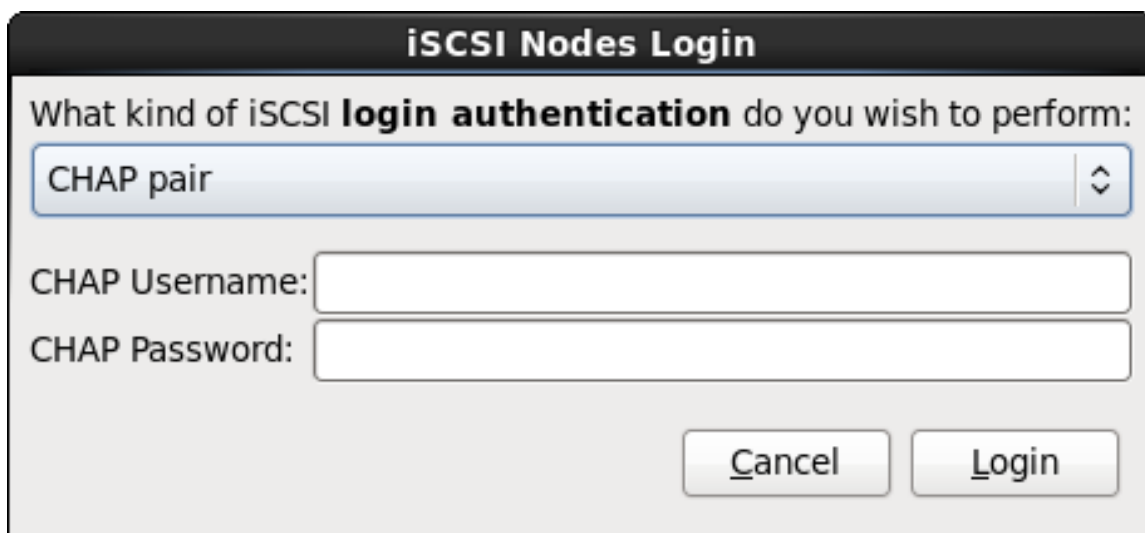 iSCSI Nodes Login
What kind of iSCSI login authentication do you wish to perform:
CHAP pair
CHAP Username:
CHAP Password:
Cancel Login